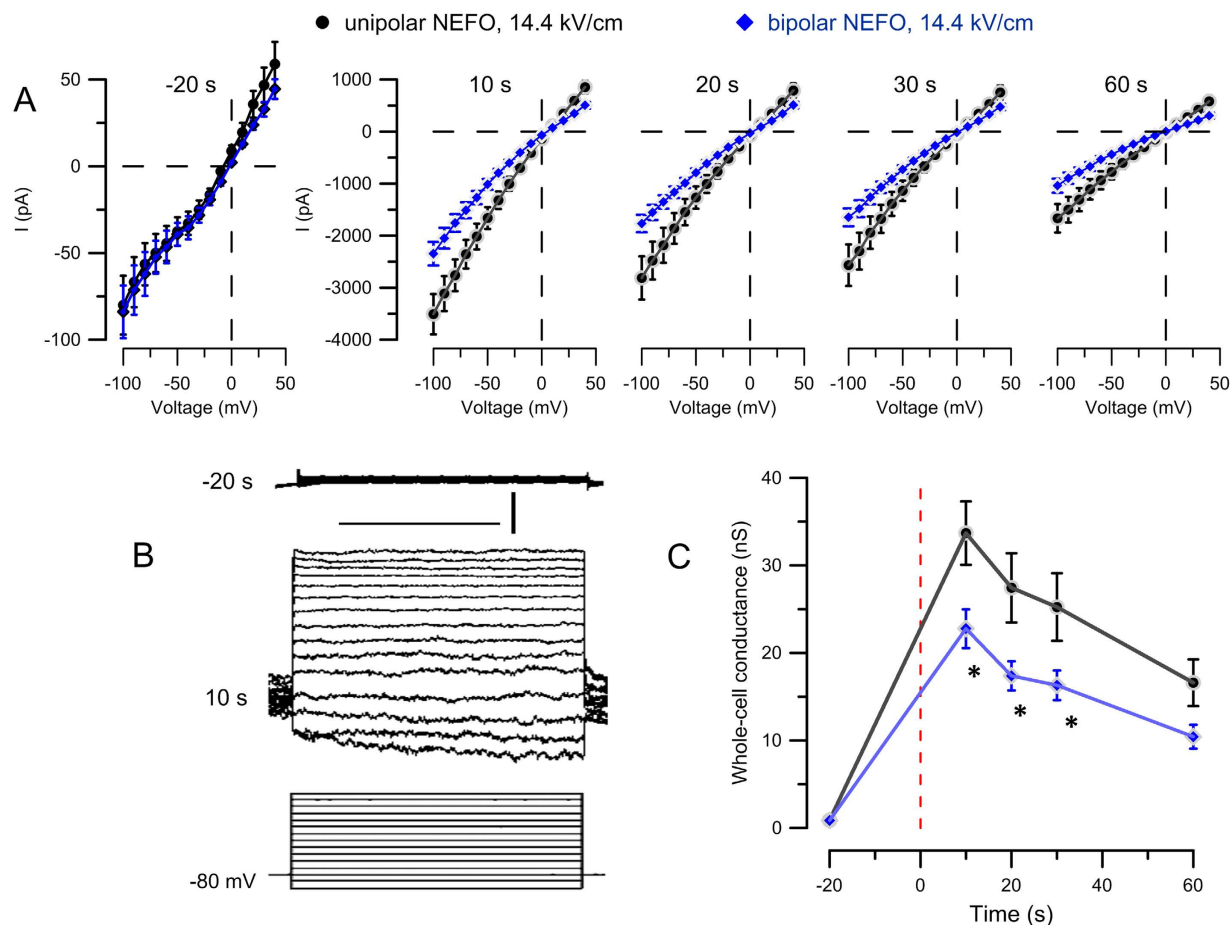 unipolar NEFO, 14.4 kV/cm
bipolar NEFO, 14.4 kV/cm
A
-20 s
10 s
20 s
30 s
60 s
50
0
-50
-100
I (pA)
1000
0
-1000
-2000
-3000
-4000
I (pA)
-100 -50 0 50
-100 -50 0 50
-100 -50 0 50
-100 -50 0 50
-100 -50 0 50
Voltage (mV)
Voltage (mV)
Voltage (mV)
Voltage (mV)
Voltage (mV)
B
-20 s
10 s
-80 mV
C
Whole-cell conductance (nS)
40
30
20
10
0
* * *
-20 0 20 40 60
Time (s)